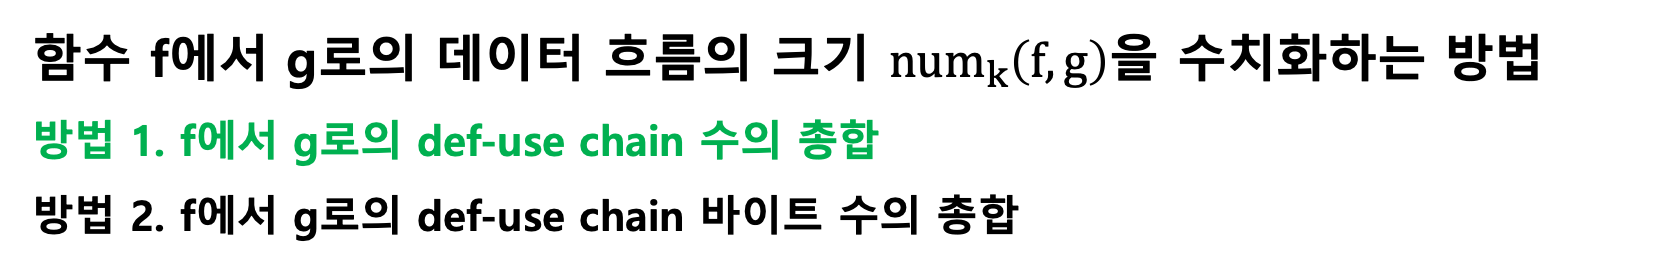 함수 f에서 g로의 데이터 흐름의 크기 numₖ(f,g)을 수치화하는 방법
방법 1. f에서 g로의 def-use chain 수의 총합
방법 2. f에서 g로의 def-use chain 바이트 수의 총합